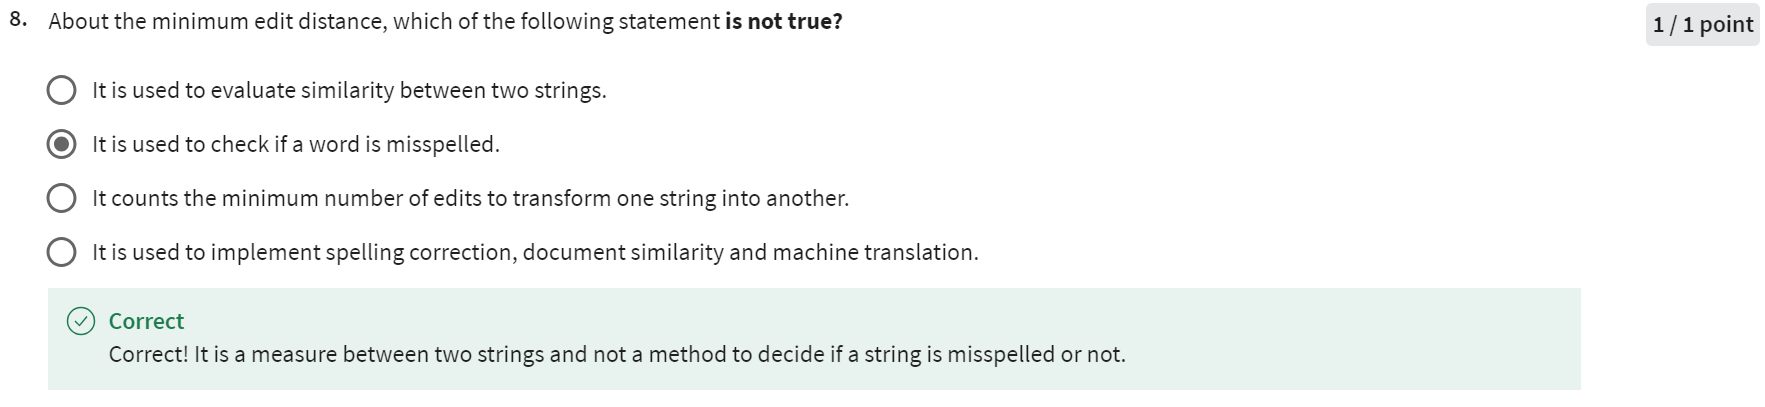 8. About the minimum edit distance, which of the following statement is not true?
1 / 1 point
It is used to evaluate similarity between two strings.
It is used to check if a word is misspelled.
It counts the minimum number of edits to transform one string into another.
It is used to implement spelling correction, document similarity and machine translation.
Correct
Correct! It is a measure between two strings and not a method to decide if a string is misspelled or not.